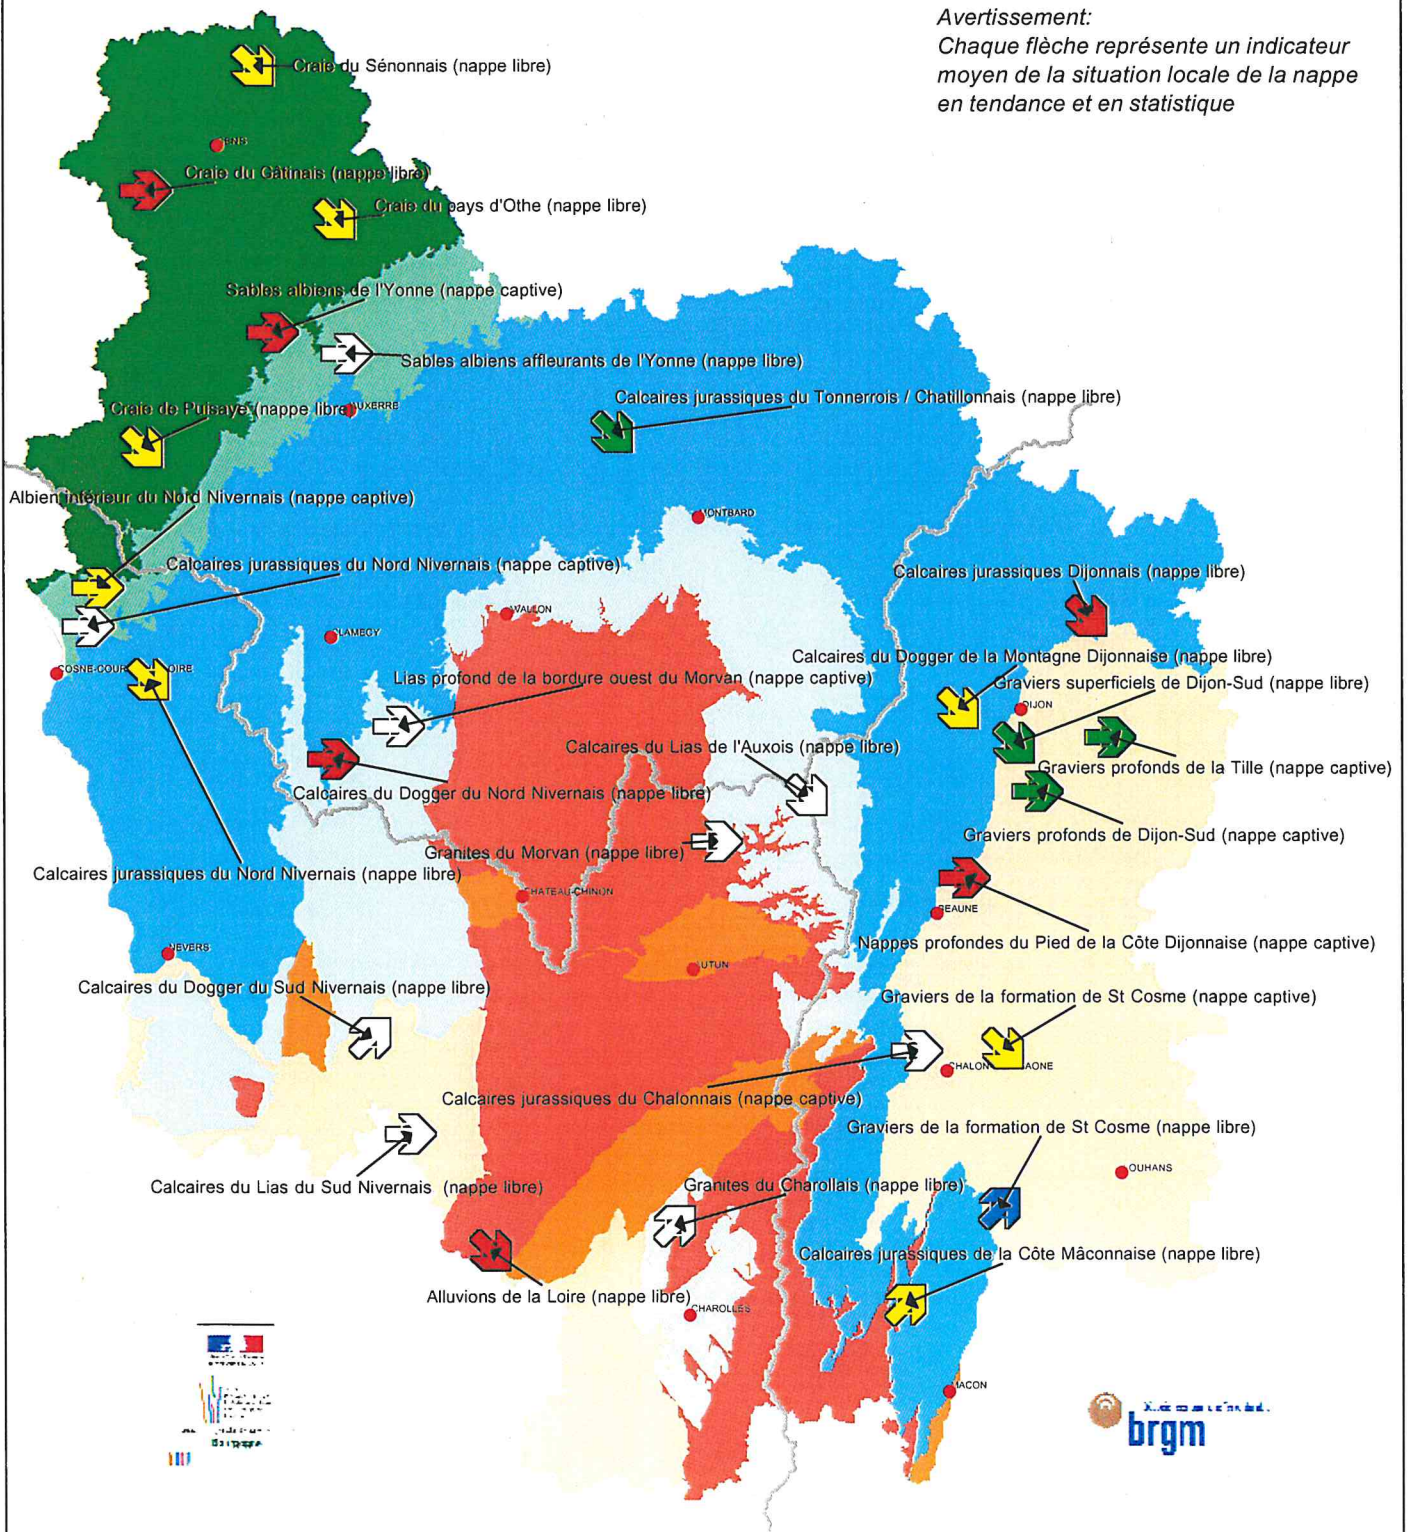 Avertissement:
Chaque flèche représente un indicateur
moyen de la situation locale de la nappe
en tendance et en statistique
Craie du Sénonnais (nappe libre)
Craie du Gâtinais (nappe libre)
Craie du pays d'Othe (nappe libre)
Sables albiens de l'Yonne (nappe captive)
Sables albiens affleurants de l'Yonne (nappe libre)
Calcaires jurassiques du Tonnerrois / Chatillonnais (nappe libre)
Craie de Puisaye (nappe libre)
UXERRE
Albien inférieur du Nord Nivernais (nappe captive)
MONTBARD
Calcaires jurassiques du Nord Nivernais (nappe captive)
Calcaires jurassiques Dijonnais (nappe libre)
LAMECY
Calcaires du Dogger de la Montagne Dijonnaise (nappe libre)
Lias profond de la bordure ouest du Morvan (nappe captive)
Graviers superficiels de Dijon-Sud (nappe libre)
DIJON
Calcaires du Lias de l'Auxois (nappe libre)
Graviers profonds de la Tille (nappe captive)
Calcaires du Dogger du Nord Nivernais (nappe libre)
Graviers profonds de Dijon-Sud (nappe captive)
Granites du Morvan (nappe libre)
Calcaires jurassiques du Nord Nivernais (nappe libre)
CHATEAU-CHINON
BEAUNE
Nappes profondes du Pied de la Côte Dijonnaise (nappe captive)
NEVERS
UTUN
Calcaires du Dogger du Sud Nivernais (nappe libre)
Graviers de la formation de St Cosme (nappe captive)
CHALON AONE
Calcaires jurassiques du Chalonnais (nappe captive)
Graviers de la formation de St Cosme (nappe libre)
OUHANS
Calcaires du Lias du Sud Nivernais (nappe libre)
Granites du Charollais (nappe libre)
Calcaires jurassiques de la Côte Mâconnaise (nappe libre)
Alluvions de la Loire (nappe libre)
CHAROLLES
MACON
brgm